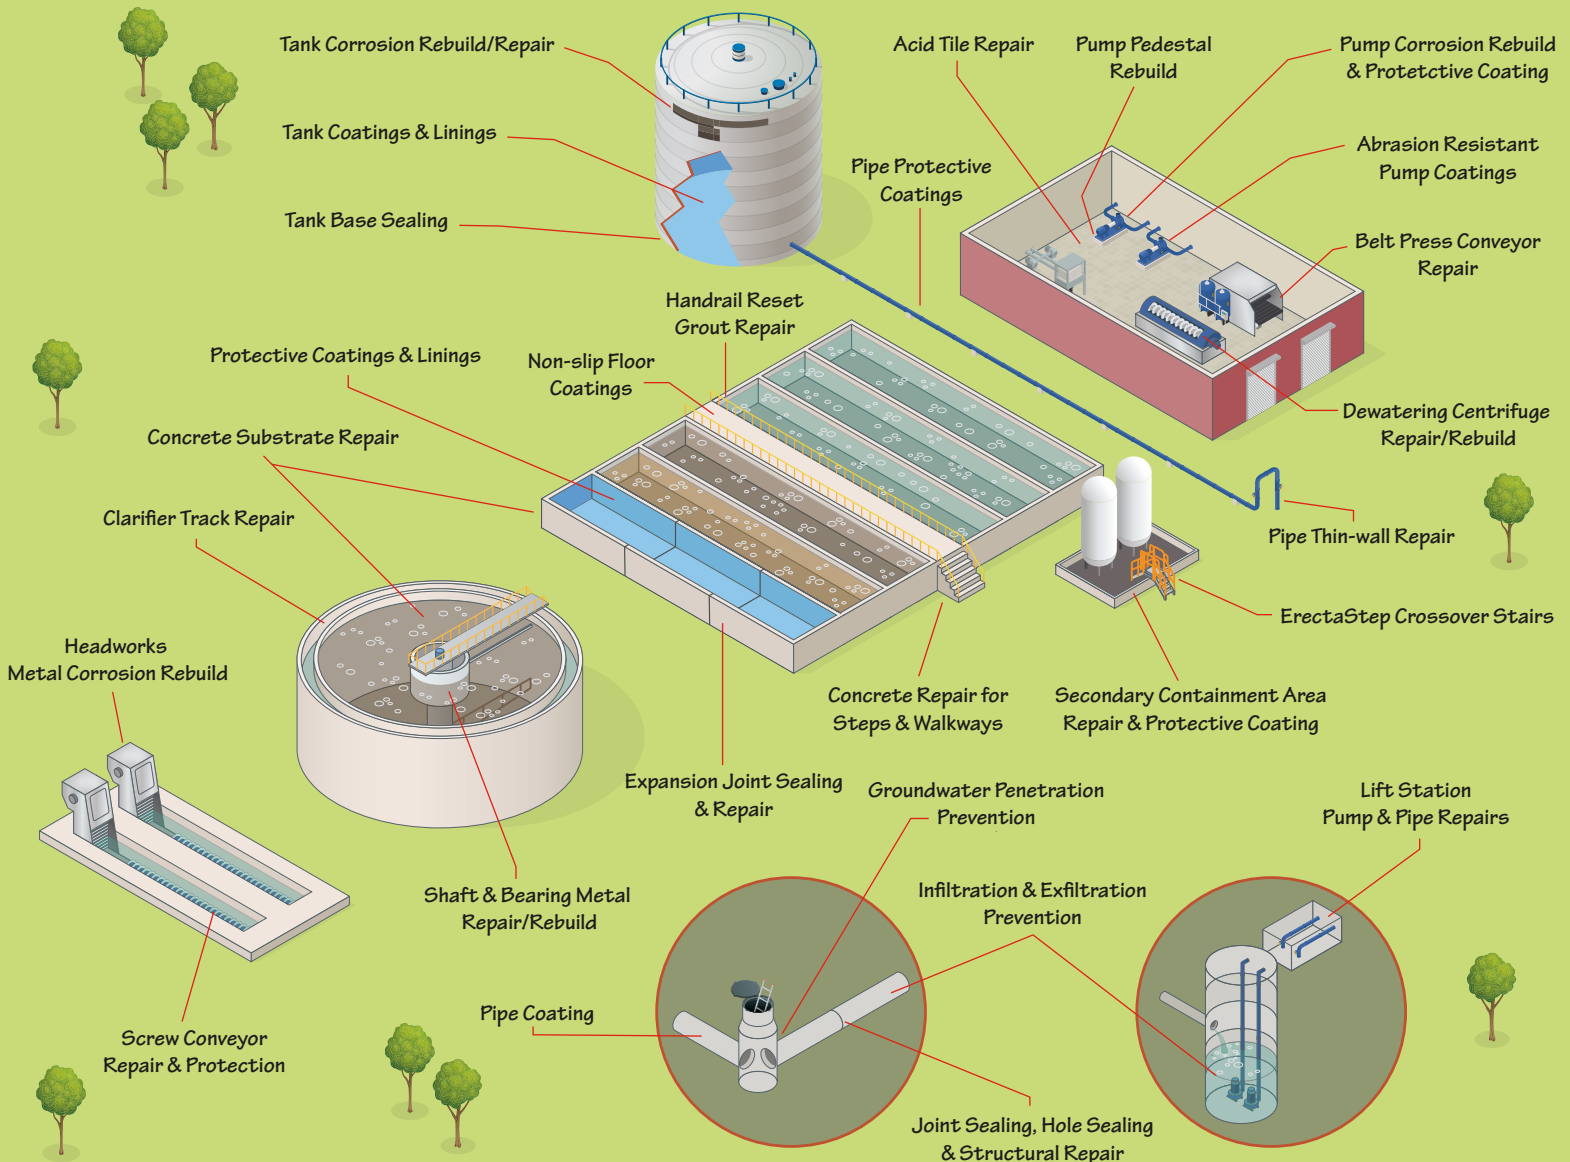 Tank Corrosion Rebuild/Repair
Acid Tile Repair
Pump Pedestal
Rebuild
Pump Corrosion Rebuild
& Protetctive Coating
Tank Coatings & Linings
Abrasion Resistant
Pump Coatings
Pipe Protective
Coatings
Tank Base Sealing
Belt Press Conveyor
Repair
Handrail Reset
Grout Repair
Protective Coatings & Linings
Non-slip Floor
Coatings
Dewatering Centrifuge
Repair/Rebuild
Concrete Substrate Repair
Clarifier Track Repair
Pipe Thin-wall Repair
ErectaStep Crossover Stairs
Headworks
Metal Corrosion Rebuild
Concrete Repair for
Steps & Walkways
Secondary Containment Area
Repair & Protective Coating
Expansion Joint Sealing
& Repair
Groundwater Penetration
Prevention
Lift Station
Pump & Pipe Repairs
Shaft & Bearing Metal
Repair/Rebuild
Infiltration & Exfiltration
Prevention
Pipe Coating
Screw Conveyor
Repair & Protection
Joint Sealing, Hole Sealing
& Structural Repair